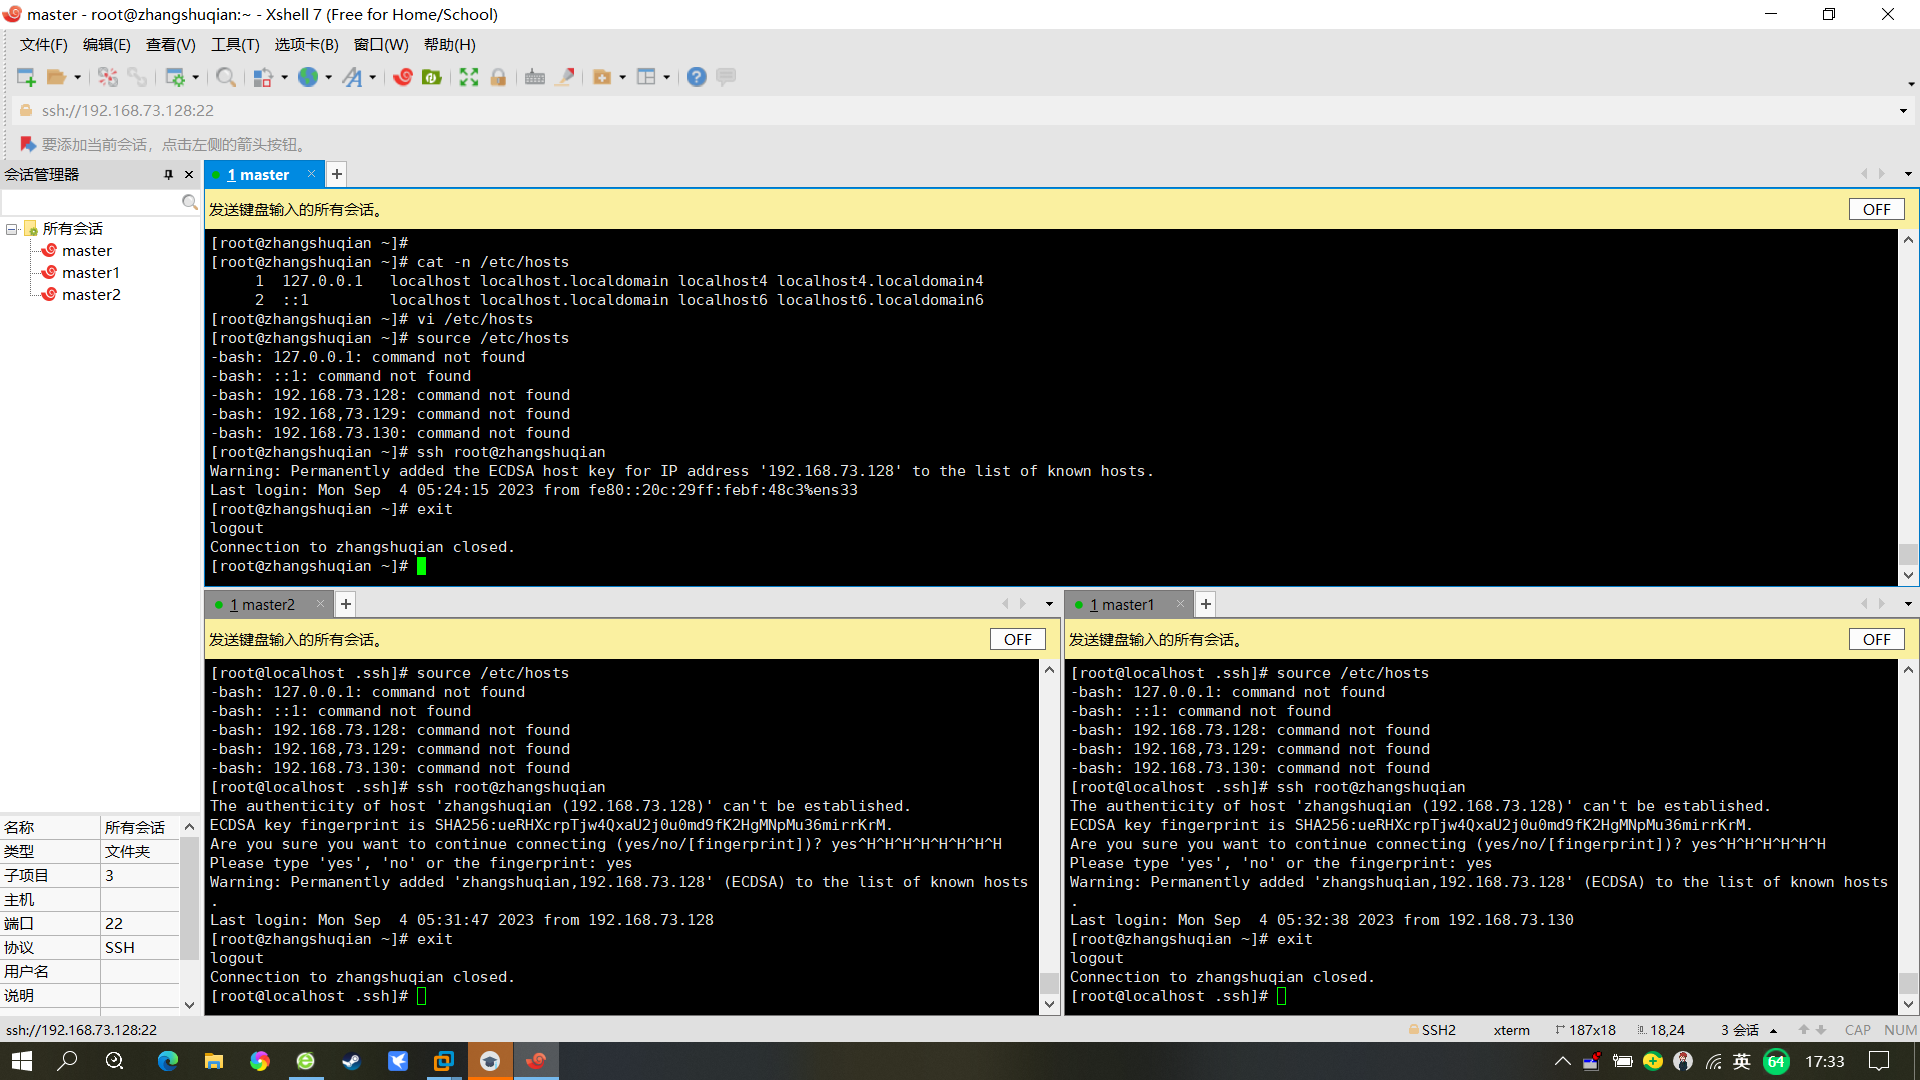 master - root@zhangshuqian:~ - Xshell 7 (Free for Home/School)
文件(F) 编辑(E) 查看(V) 工具(T) 选项卡(B) 窗口(W) 帮助(H)
ssh://192.168.73.128:22
要添加当前会话，点击左侧的箭头按钮。
会话管理器
所有会话
master
master1
master2
名称 所有会话
类型 文件夹
子项目 3
主机
端口 22
协议 SSH
用户名
说明
1 master
发送键盘输入的所有会话。 OFF
[root@zhangshuqian ~]#
[root@zhangshuqian ~]# cat -n /etc/hosts
     1  127.0.0.1   localhost localhost.localdomain localhost4 localhost4.localdomain4
     2  ::1         localhost localhost.localdomain localhost6 localhost6.localdomain6
[root@zhangshuqian ~]# vi /etc/hosts
[root@zhangshuqian ~]# source /etc/hosts
-bash: 127.0.0.1: command not found
-bash: ::1: command not found
-bash: 192.168.73.128: command not found
-bash: 192.168,73.129: command not found
-bash: 192.168.73.130: command not found
[root@zhangshuqian ~]# ssh root@zhangshuqian
Warning: Permanently added the ECDSA host key for IP address '192.168.73.128' to the list of known hosts.
Last login: Mon Sep  4 05:24:15 2023 from fe80::20c:29ff:febf:48c3%ens33
[root@zhangshuqian ~]# exit
logout
Connection to zhangshuqian closed.
[root@zhangshuqian ~]#
1 master2
发送键盘输入的所有会话。 OFF
[root@localhost .ssh]# source /etc/hosts
-bash: 127.0.0.1: command not found
-bash: ::1: command not found
-bash: 192.168.73.128: command not found
-bash: 192.168,73.129: command not found
-bash: 192.168.73.130: command not found
[root@localhost .ssh]# ssh root@zhangshuqian
The authenticity of host 'zhangshuqian (192.168.73.128)' can't be established.
ECDSA key fingerprint is SHA256:ueRHXcrpTjw4QxaU2j0u0md9fK2HgMNpMu36mirrKrM.
Are you sure you want to continue connecting (yes/no/[fingerprint])? yes^H^H^H^H^H^H^H^H
Please type 'yes', 'no' or the fingerprint: yes
Warning: Permanently added 'zhangshuqian,192.168.73.128' (ECDSA) to the list of known hosts
.
Last login: Mon Sep  4 05:31:47 2023 from 192.168.73.128
[root@zhangshuqian ~]# exit
logout
Connection to zhangshuqian closed.
[root@localhost .ssh]#
1 master1
发送键盘输入的所有会话。 OFF
[root@localhost .ssh]# source /etc/hosts
-bash: 127.0.0.1: command not found
-bash: ::1: command not found
-bash: 192.168.73.128: command not found
-bash: 192.168,73.129: command not found
-bash: 192.168.73.130: command not found
[root@localhost .ssh]# ssh root@zhangshuqian
The authenticity of host 'zhangshuqian (192.168.73.128)' can't be established.
ECDSA key fingerprint is SHA256:ueRHXcrpTjw4QxaU2j0u0md9fK2HgMNpMu36mirrKrM.
Are you sure you want to continue connecting (yes/no/[fingerprint])? yes^H^H^H^H^H^H
Please type 'yes', 'no' or the fingerprint: yes
Warning: Permanently added 'zhangshuqian,192.168.73.128' (ECDSA) to the list of known hosts
.
Last login: Mon Sep  4 05:32:38 2023 from 192.168.73.130
[root@zhangshuqian ~]# exit
logout
Connection to zhangshuqian closed.
[root@localhost .ssh]#
ssh://192.168.73.128:22 SSH2 xterm 187x18 18,24 3 会话 CAP NUM
英 64 17:33